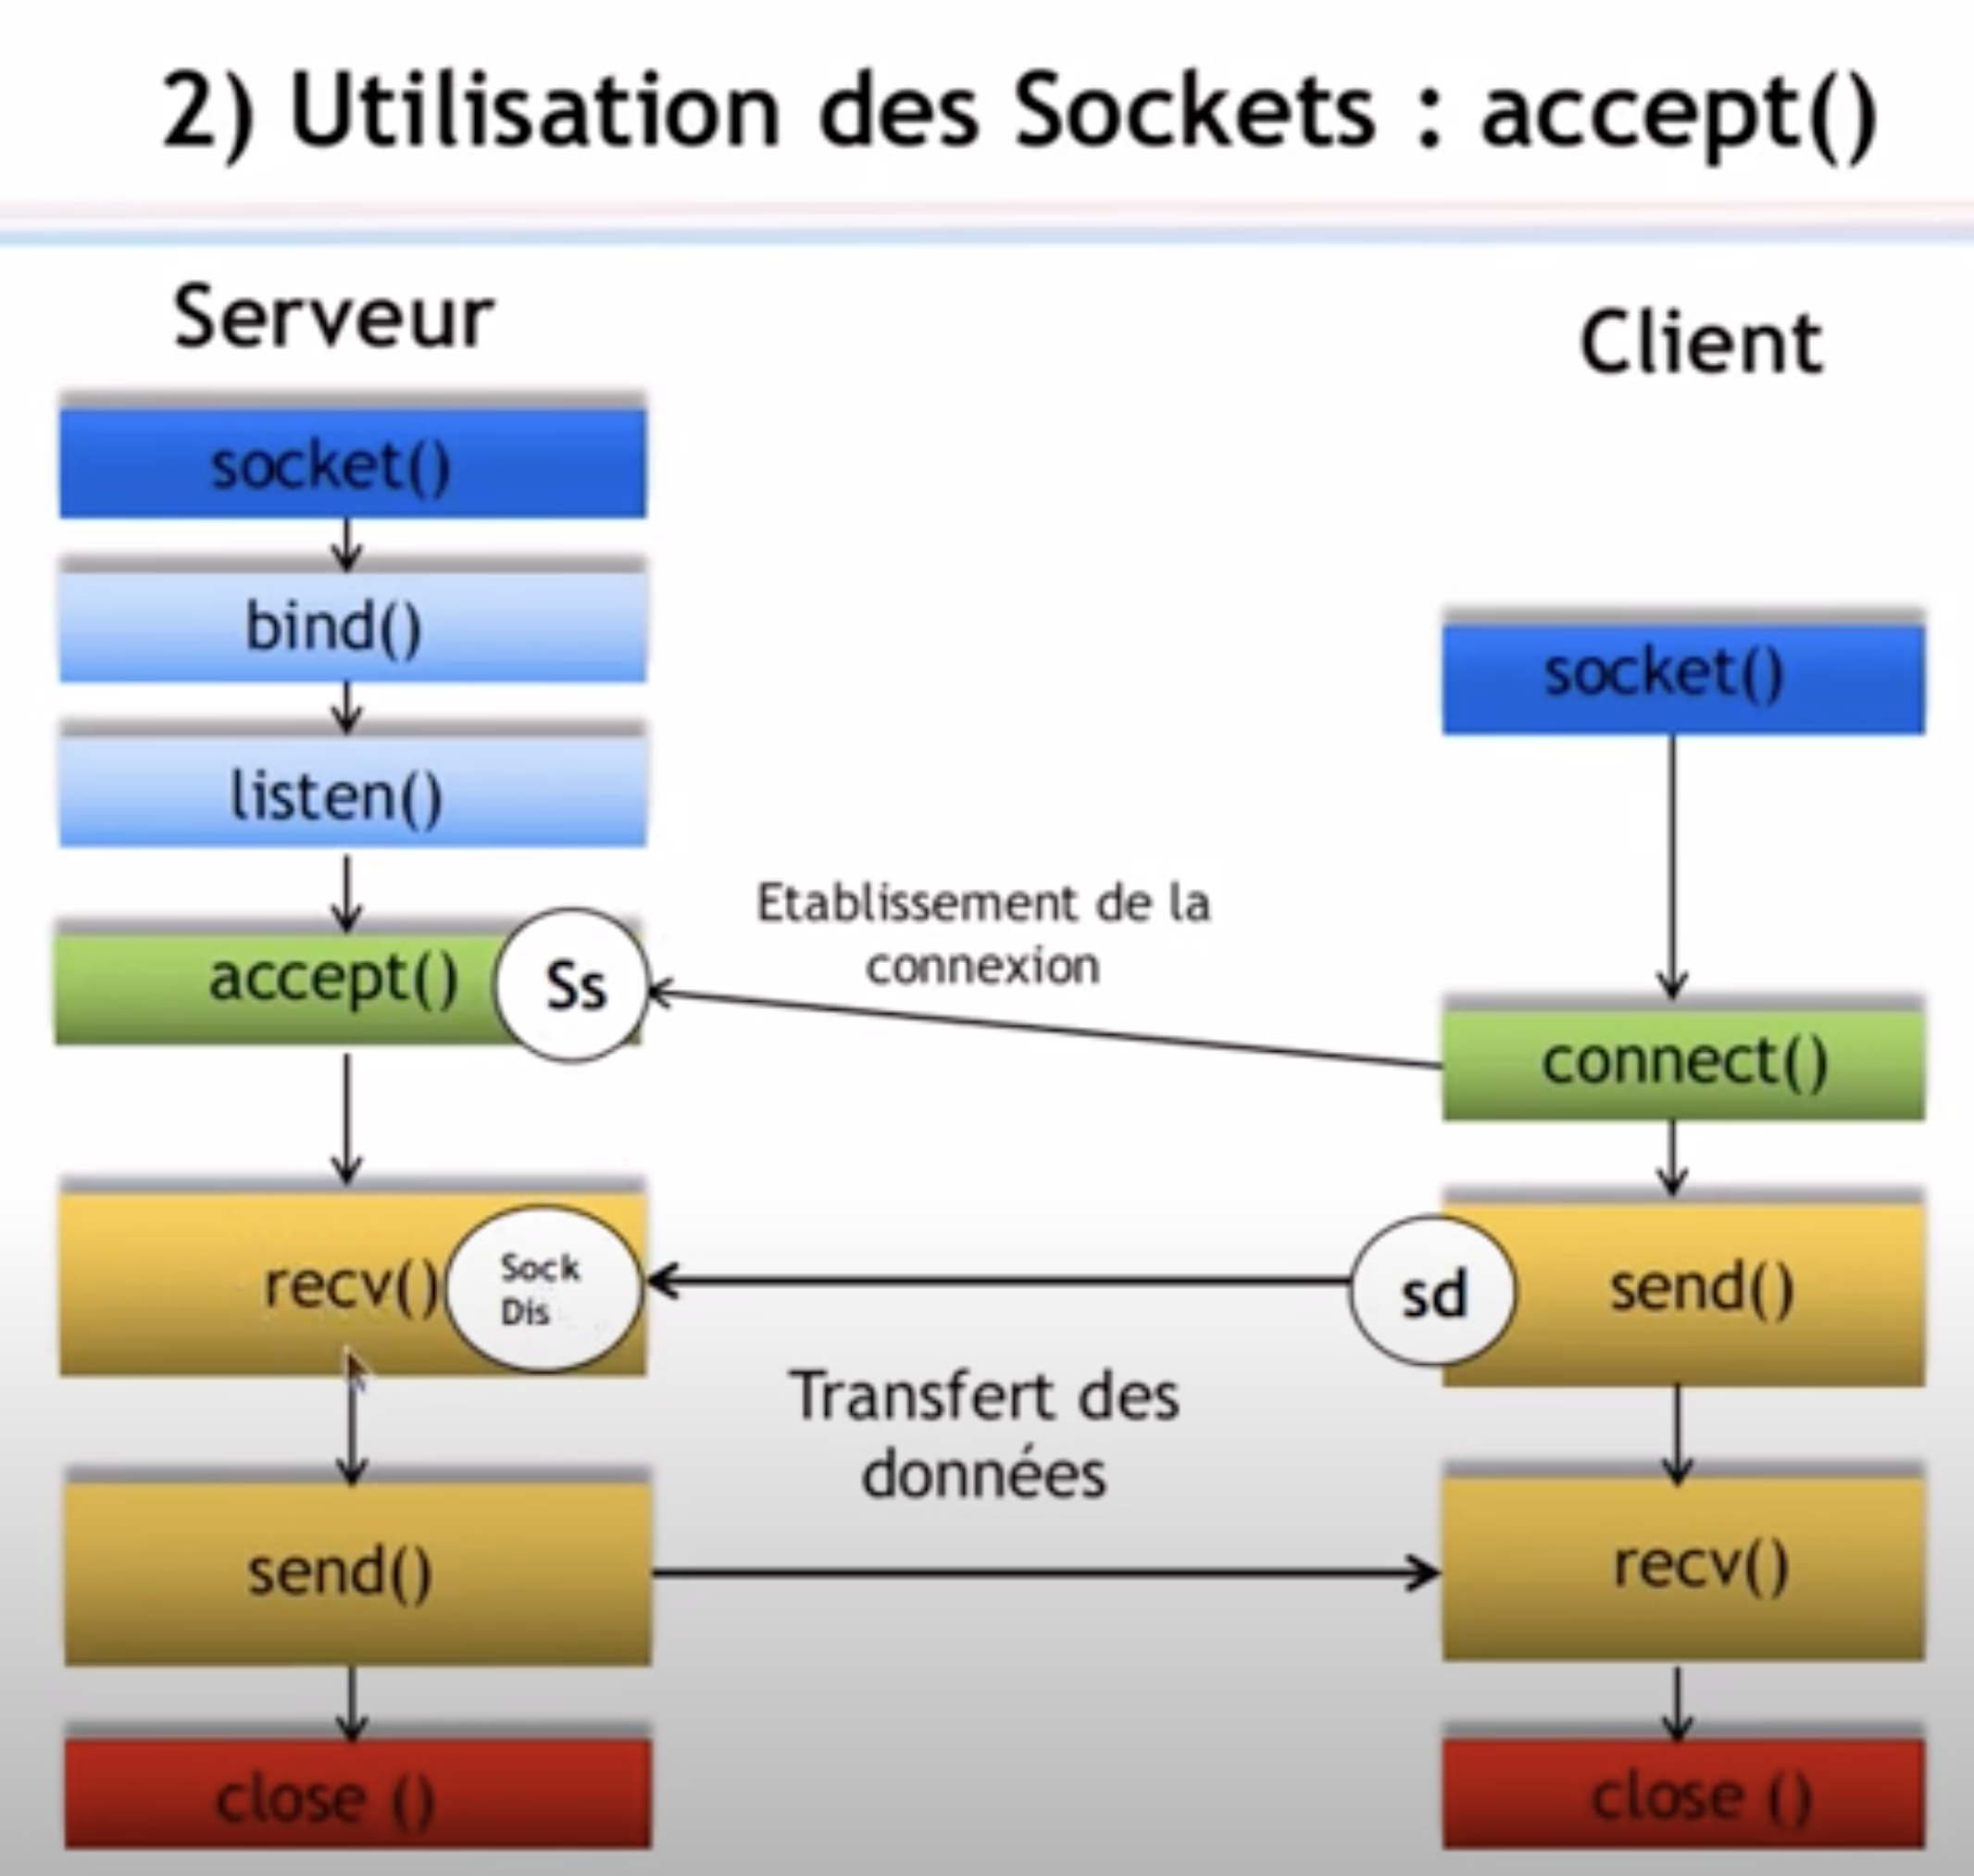 2) Utilisation des Sockets : accept()
Serveur
socket()
bind()
listen()
accept()
Ss
recv()
Sock
Dis
send()
close ()
Etablissement de la
connexion
Transfert des
données
Client
socket()
connect()
sd
send()
recv()
close ()